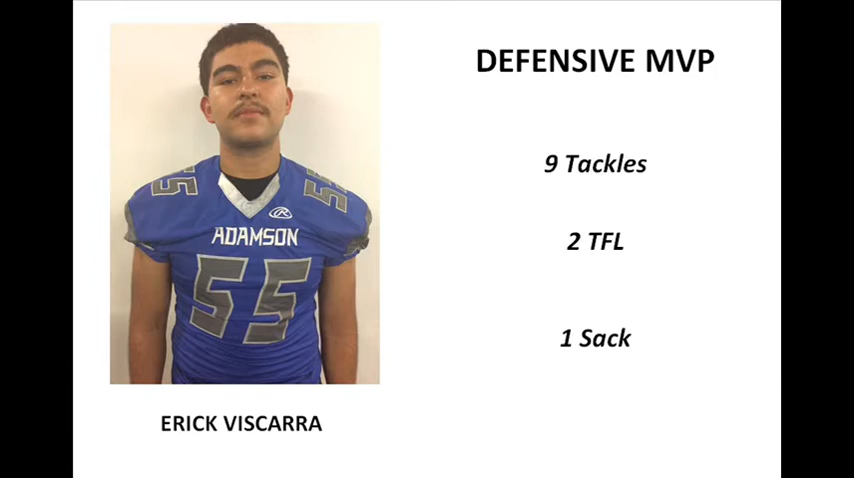 DEFENSIVE MVP
9 Tackles
2 TFL
1 Sack
55
55
ADAMSON
55
ERICK VISCARRA